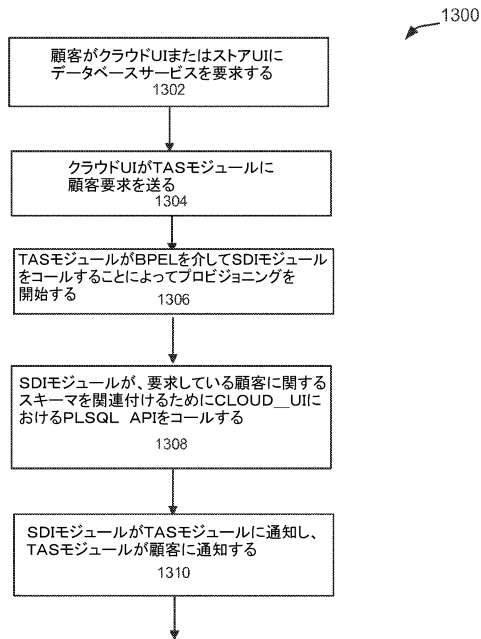 1300
顧客がクラウドUIまたはストアUIに
データベースサービスを要求する
1302
クラウドUIがTASモジュールに
顧客要求を送る
1304
TASモジュールがBPELを介してSDIモジュール
をコールすることによってプロビジョニングを
開始する
1306
SDIモジュールが、要求している顧客に関する
スキーマを関連付けるためにCLOUD__UIに
おけるPLSQL APIをコールする
1308
SDIモジュールがTASモジュールに通知し、
TASモジュールが顧客に通知する
1310